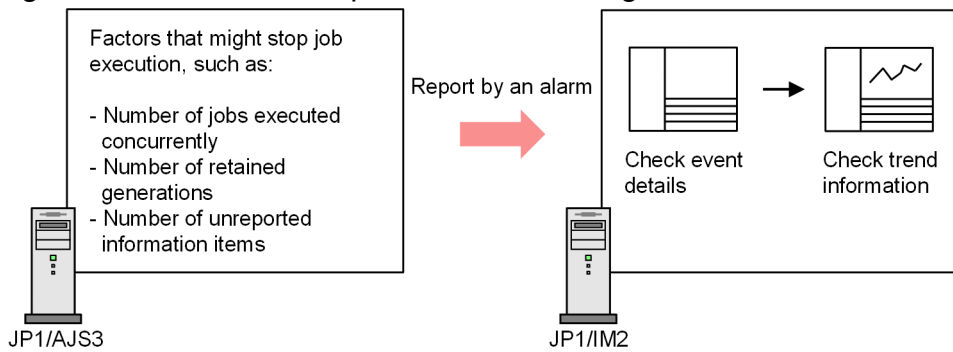 Factors that might stop job
execution, such as:
- Number of jobs executed
concurrently
- Number of retained
generations
- Number of unreported
information items
JP1/AJS3
Report by an alarm
Check event
details
Check trend
information
JP1/IM2